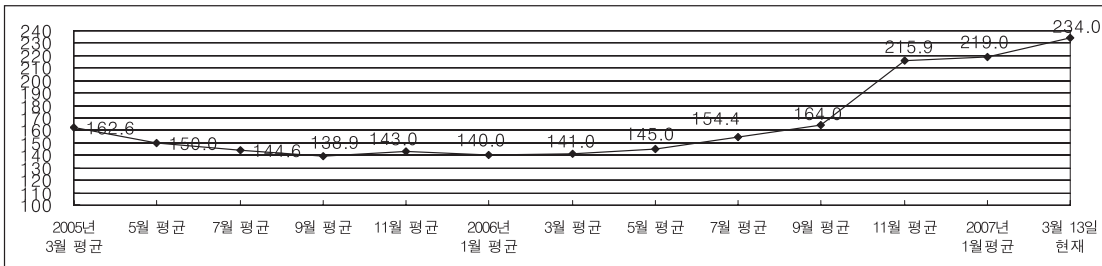 240
230
220
210
200
190
180
170
160
150
140
130
120
110
100
162.6
150.0
144.6
138.9
143.0
140.0
141.0
145.0
154.4
164.0
215.9
219.0
234.0
2005년
3월 평균
5월 평균
7월 평균
9월 평균
11월 평균
2006년
1월 평균
3월 평균
5월 평균
7월 평균
9월 평균
11월 평균
2007년
1월평균
3월 13일
현재